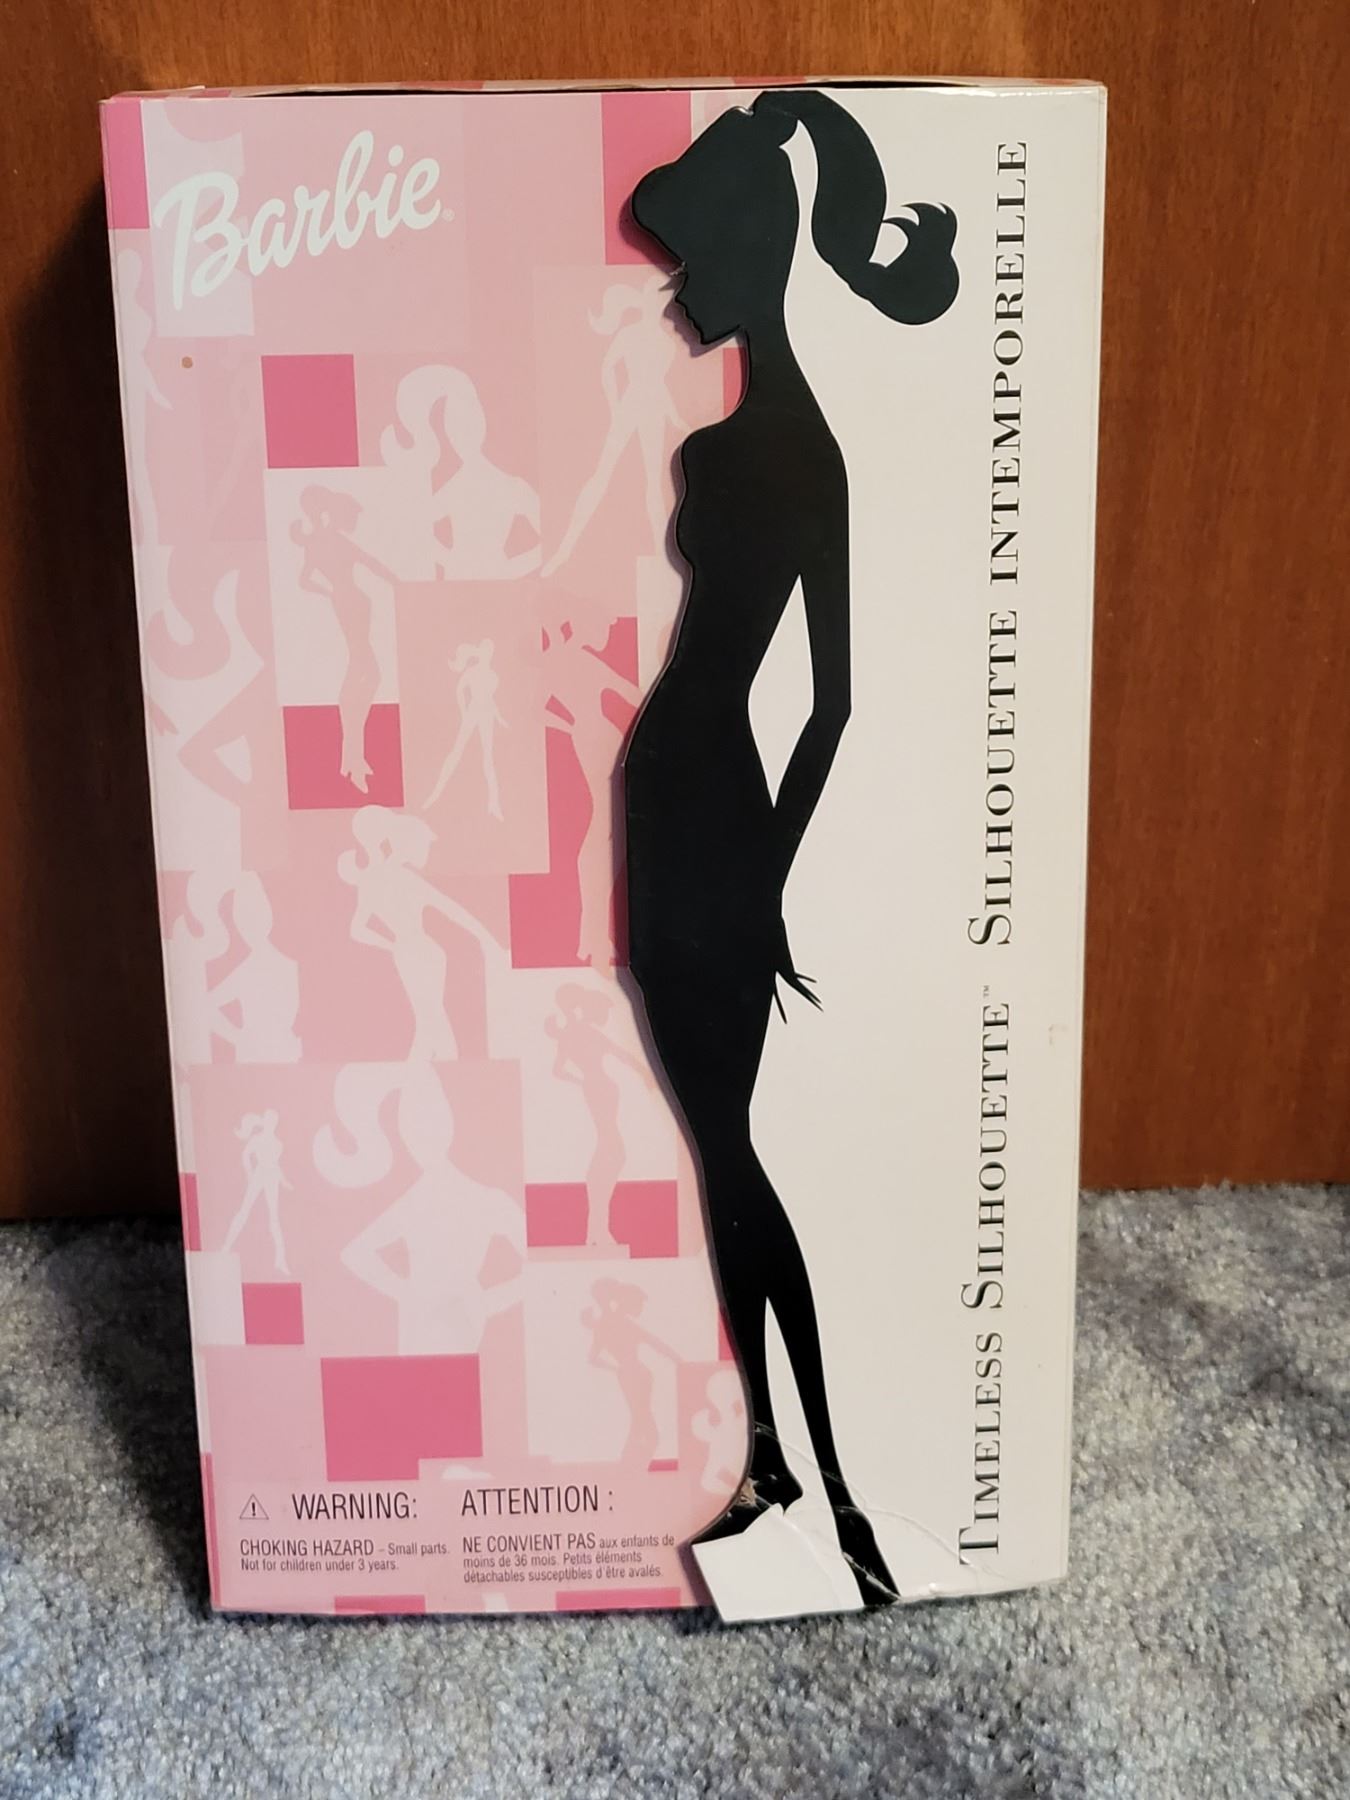 Barbie®
TIMELESS SILHOUETTE™ SILHOUETTE INTEMPORELLE
⚠ WARNING:
CHOKING HAZARD – Small parts.
Not for children under 3 years.
ATTENTION :
NE CONVIENT PAS aux enfants de
moins de 36 mois. Petits éléments
détachables susceptibles d'être avalés.